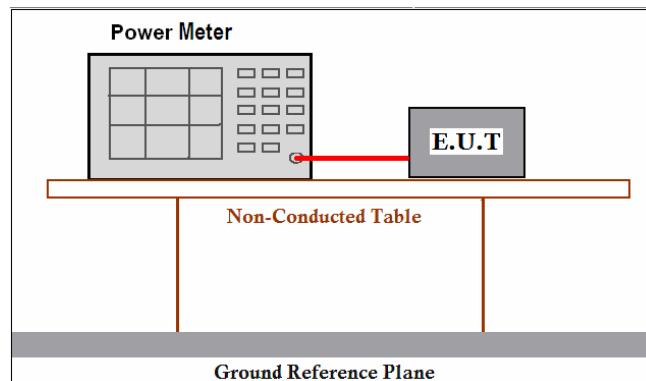 Power Meter
E.U.T
Non-Conducted Table
Ground Reference Plane